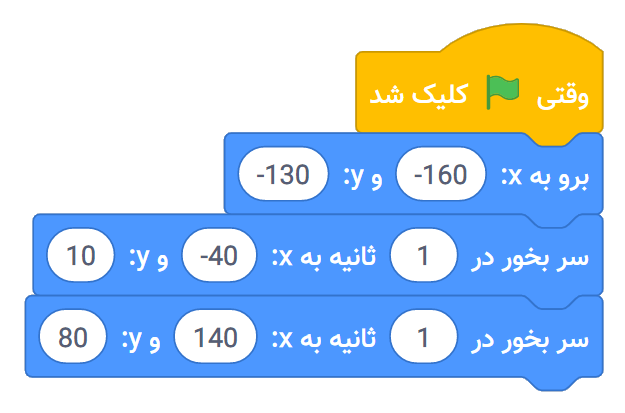 وقتی کلیک شد
برو به x: -160 و y: -130
سر بخور در 1 ثانیه به x: -40 و y: 10
سر بخور در 1 ثانیه به x: 140 و y: 80